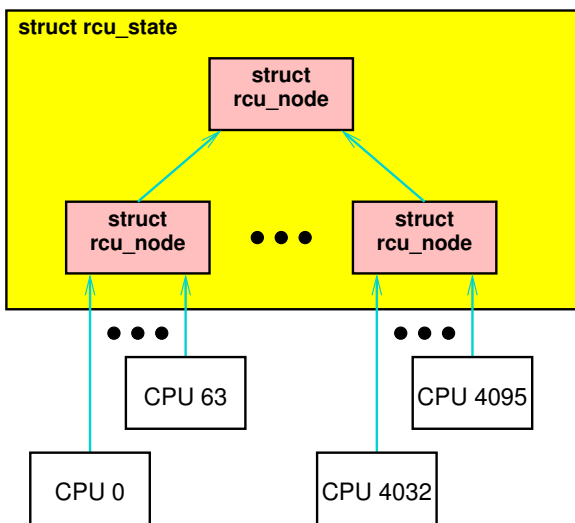 struct rcu_state
struct
rcu_node
struct
rcu_node
struct
rcu_node
CPU 63
CPU 4095
CPU 0
CPU 4032